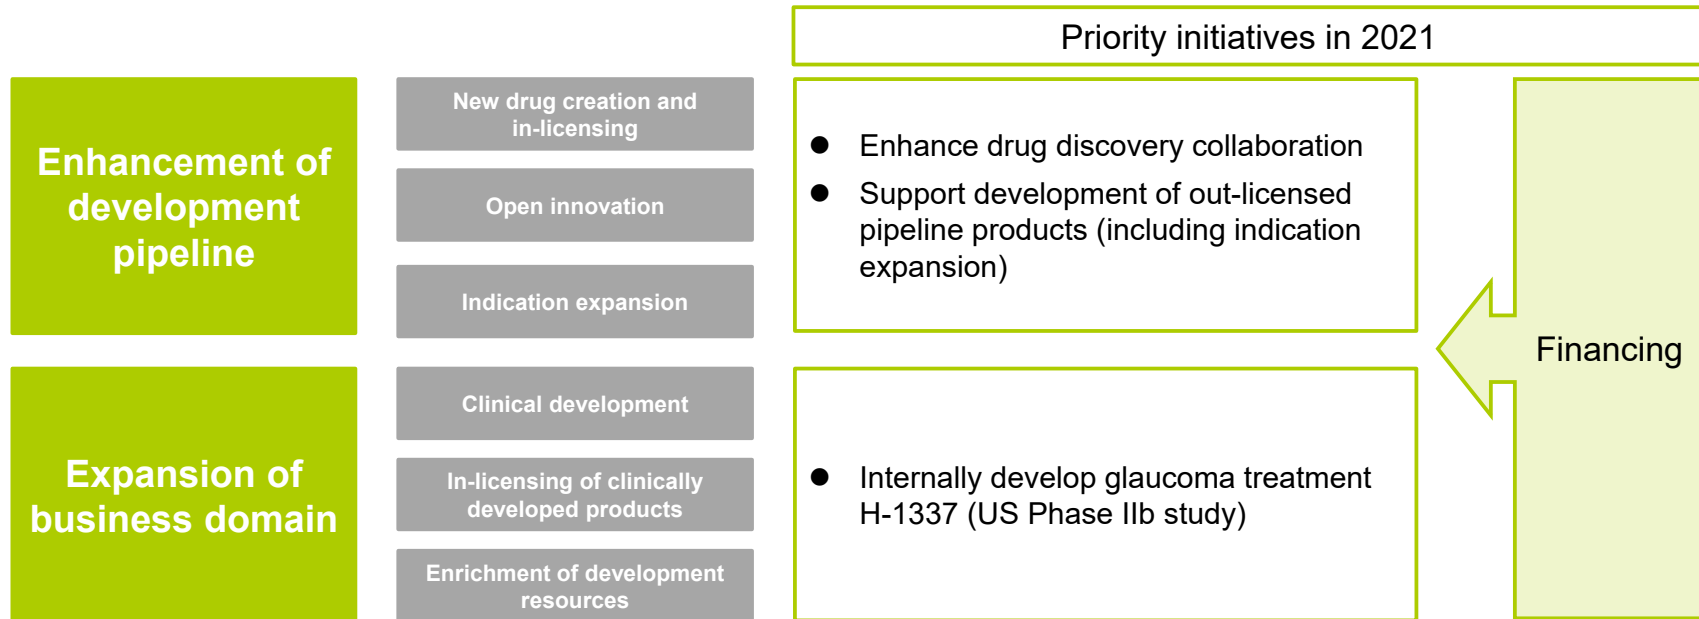 Priority initiatives in 2021
Enhancement of
development
pipeline
New drug creation and
in-licensing
Open innovation
Indication expansion
● Enhance drug discovery collaboration
● Support development of out-licensed
pipeline products (including indication
expansion)
Financing
Expansion of
business domain
Clinical development
In-licensing of clinically
developed products
Enrichment of development
resources
● Internally develop glaucoma treatment
H-1337 (US Phase IIb study)